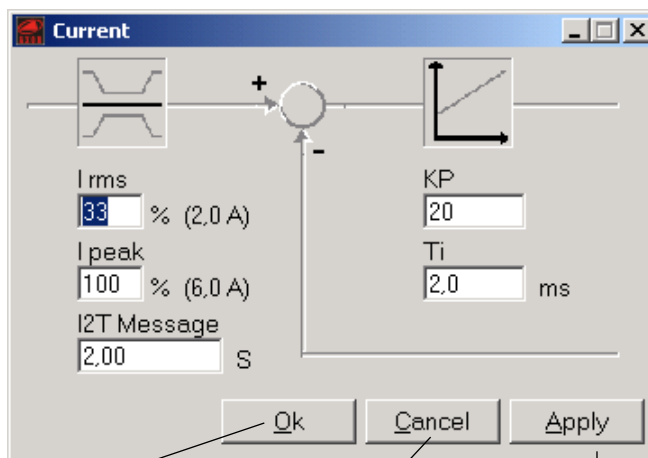 Current
+
-
I rms
33 % (2,0 A)
I peak
100 % (6,0 A)
I2T Message
2,00 S
KP
20
Ti
2,0 ms
Ok
Cancel
Apply